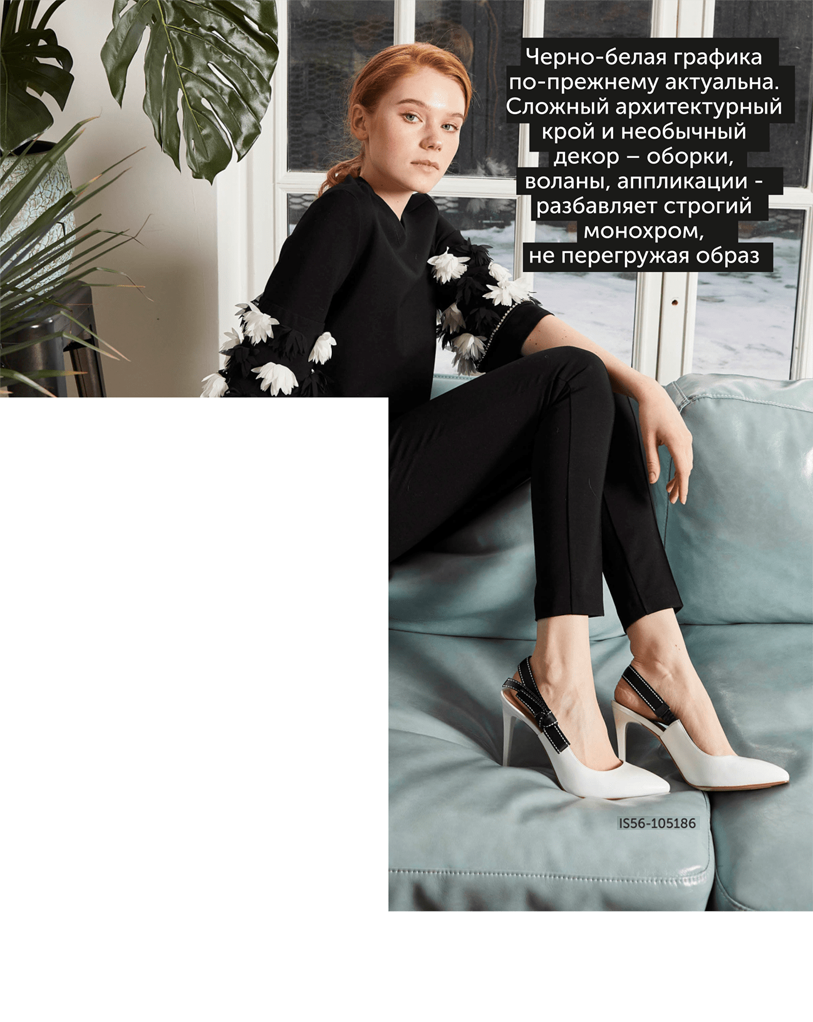 Черно-белая графика
по-прежнему актуальна.
Сложный архитектурный
крой и необычный
декор – оборки,
воланы, аппликации -
разбавляет строгий
монохром,
не перегружая образ
IS56-105186